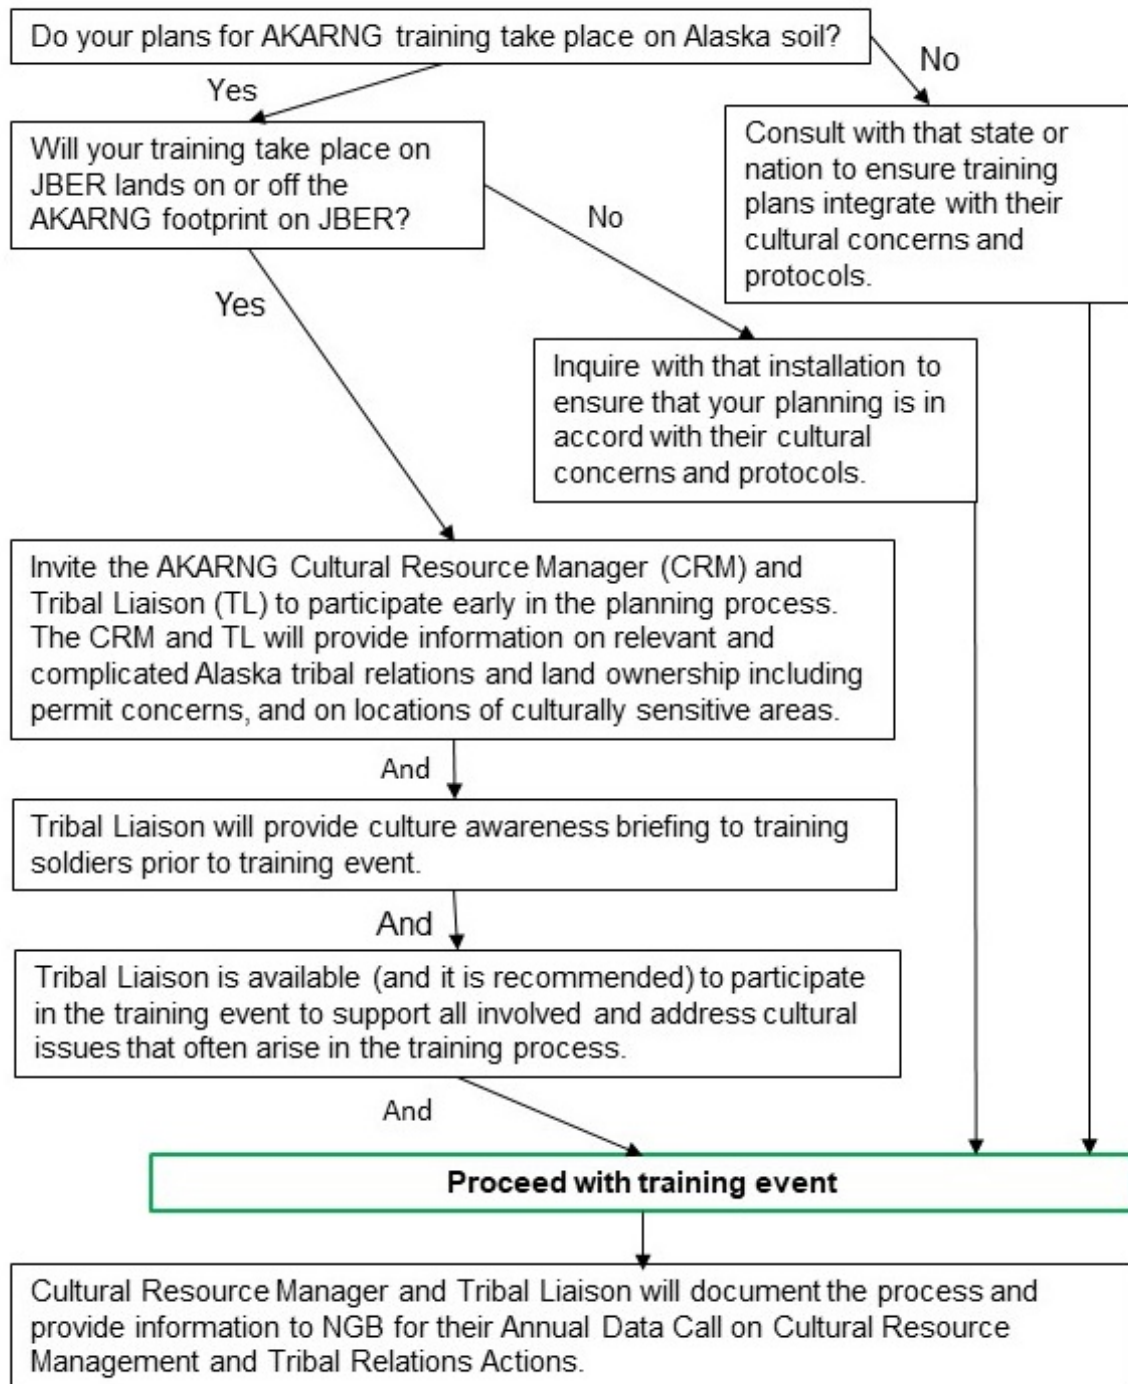 Do your plans for AKARNG training take place on Alaska soil?
No
Yes
Will your training take place on
JBER lands on or off the
AKARNG footprint on JBER?
Consult with that state or
nation to ensure training
plans integrate with their
cultural concerns and
protocols.
No
Yes
Inquire with that installation to
ensure that your planning is in
accord with their cultural
concerns and protocols.
Invite the AKARNG Cultural Resource Manager (CRM) and
Tribal Liaison (TL) to participate early in the planning process.
The CRM and TL will provide information on relevant and
complicated Alaska tribal relations and land ownership including
permit concerns, and on locations of culturally sensitive areas.
And
Tribal Liaison will provide culture awareness briefing to training
soldiers prior to training event.
And
Tribal Liaison is available (and it is recommended) to participate
in the training event to support all involved and address cultural
issues that often arise in the training process.
And
Proceed with training event
Cultural Resource Manager and Tribal Liaison will document the process and
provide information to NGB for their Annual Data Call on Cultural Resource
Management and Tribal Relations Actions.